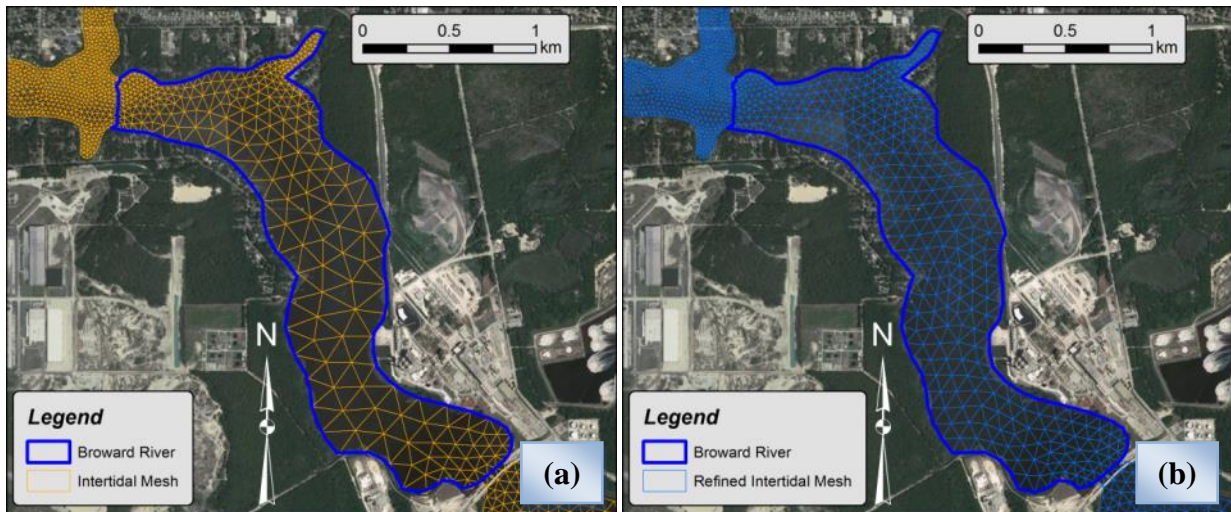 0 0.5 1
km
N
Legend
Broward River
Intertidal Mesh
(a)
0 0.5 1
km
N
Legend
Broward River
Refined Intertidal Mesh
(b)